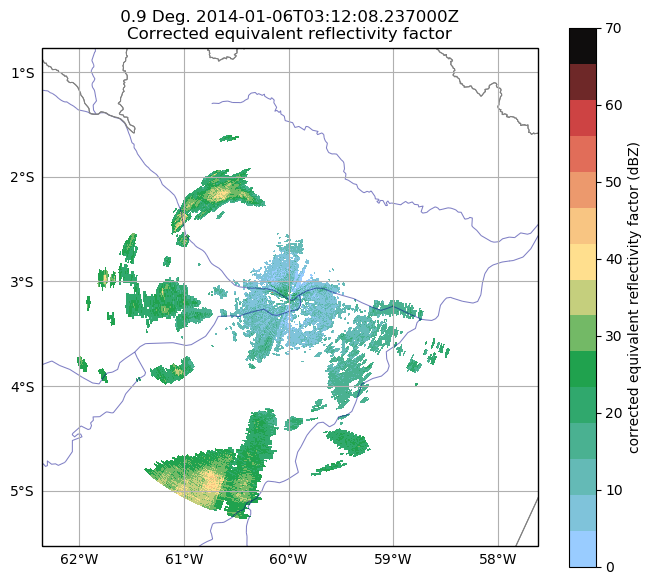 0.9 Deg. 2014-01-06T03:12:08.237000Z
Corrected equivalent reflectivity factor
1°S
2°S
3°S
4°S
5°S
62°W 61°W 60°W 59°W 58°W
70
60
50
40
30
20
10
0
corrected equivalent reflectivity factor (dBZ)